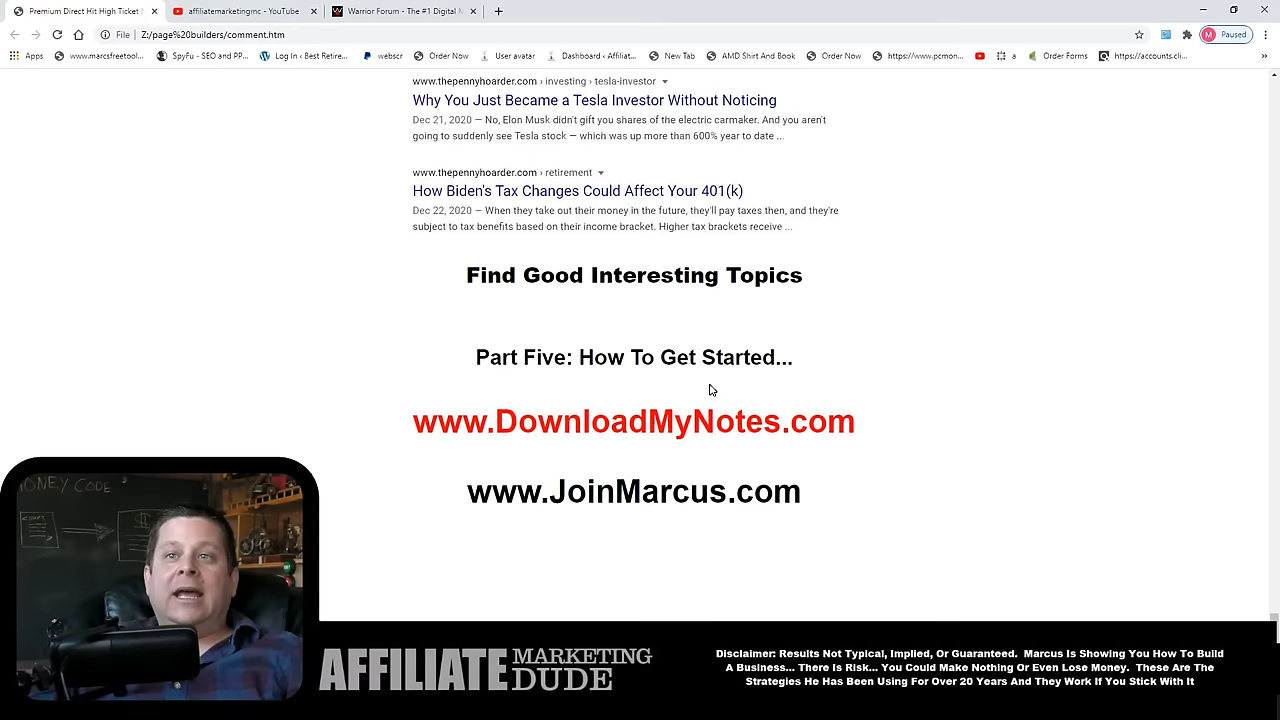 Premium Direct Hit High Ticket
affiliatemarketingmc - YouTube
Warrior Forum - The #1 Digital M
File
Z:/page%20builders/comment.htm
M
Paused
Apps
www.marcsfreetool...
SpyFu - SEO and PP...
Log In ‹ Best Retire...
webscr
Order Now
User avatar
Dashboard ‹ Affiliat...
New Tab
AMD Shirt And Book
Order Now
https://www.pcmon...
a
Order Forms
https://accounts.cli...
www.thepennyhoarder.com › investing › tesla-investor
Why You Just Became a Tesla Investor Without Noticing
Dec 21, 2020 — No, Elon Musk didn't gift you shares of the electric carmaker. And you aren't
going to suddenly see Tesla stock — which was up more than 600% year to date ...
www.thepennyhoarder.com › retirement
How Biden's Tax Changes Could Affect Your 401(k)
Dec 22, 2020 — When they take out their money in the future, they'll pay taxes then, and they're
subject to tax benefits based on their income bracket. Higher tax brackets receive ...
Find Good Interesting Topics
Part Five: How To Get Started...
www.DownloadMyNotes.com
www.JoinMarcus.com
MONEY CODE
AFFILIATE MARKETING
DUDE
Disclaimer: Results Not Typical, Implied, Or Guaranteed. Marcus Is Showing You How To Build
A Business... There Is Risk... You Could Make Nothing Or Even Lose Money. These Are The
Strategies He Has Been Using For Over 20 Years And They Work If You Stick With It